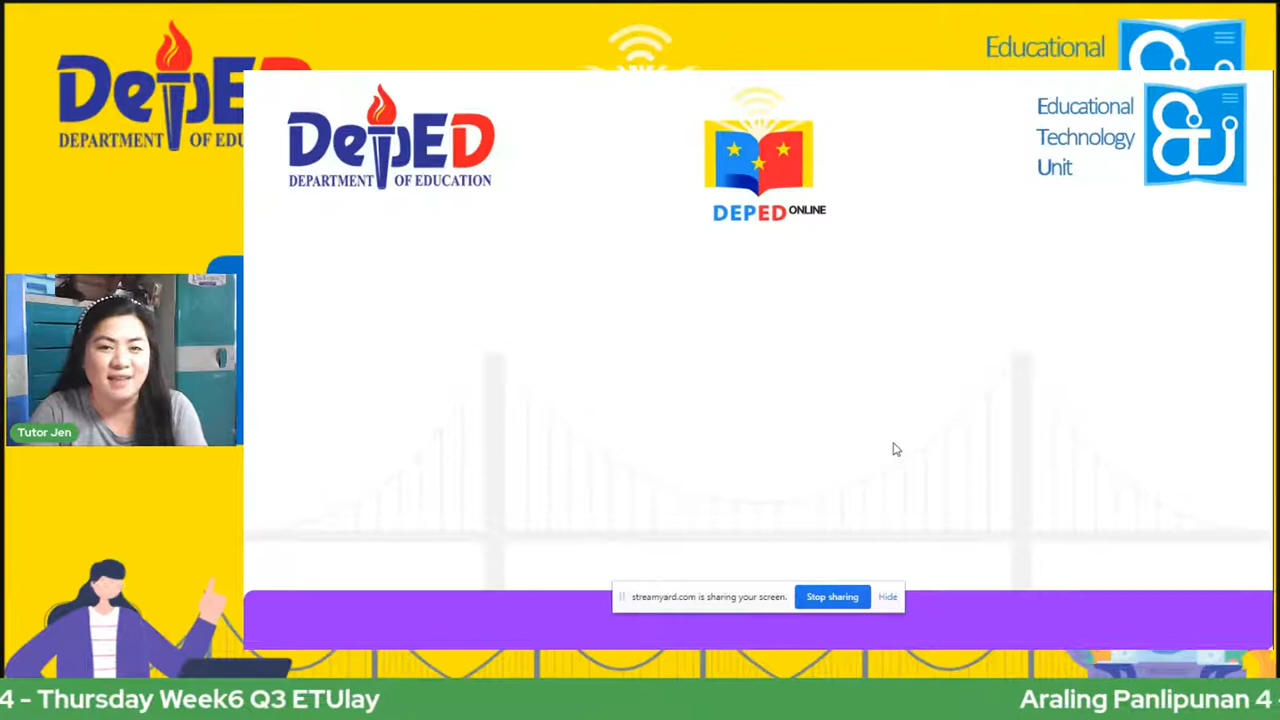 DepED
DEPARTMENT OF EDU
Educational
DepED
DEPARTMENT OF EDUCATION
DEPED ONLINE
Educational
Technology
Unit
Tutor Jen
streamyard.com is sharing your screen.
Stop sharing
Hide
4 - Thursday Week6 Q3 ETUlay
Araling Panlipunan 4 -